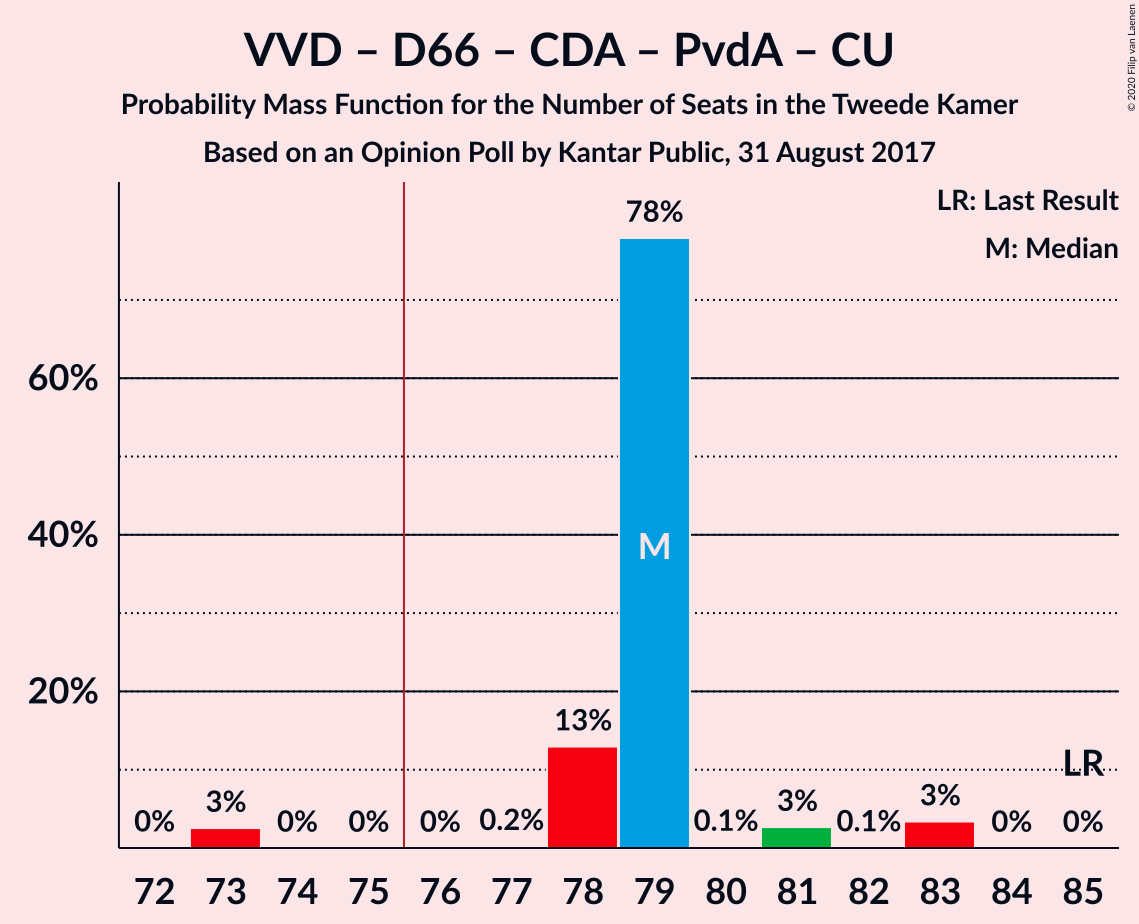 VVD – D66 – CDA – PvdA – CU
Probability Mass Function for the Number of Seats in the Tweede Kamer
Based on an Opinion Poll by Kantar Public, 31 August 2017
© 2020 Filip van Laenen
LR: Last Result
M: Median
78%
60%
40%
M
20%
13%
LR
0% 3% 0% 0% 0% 0.2% 0.1% 3% 0.1% 3% 0% 0%
72 73 74 75 76 77 78 79 80 81 82 83 84 85